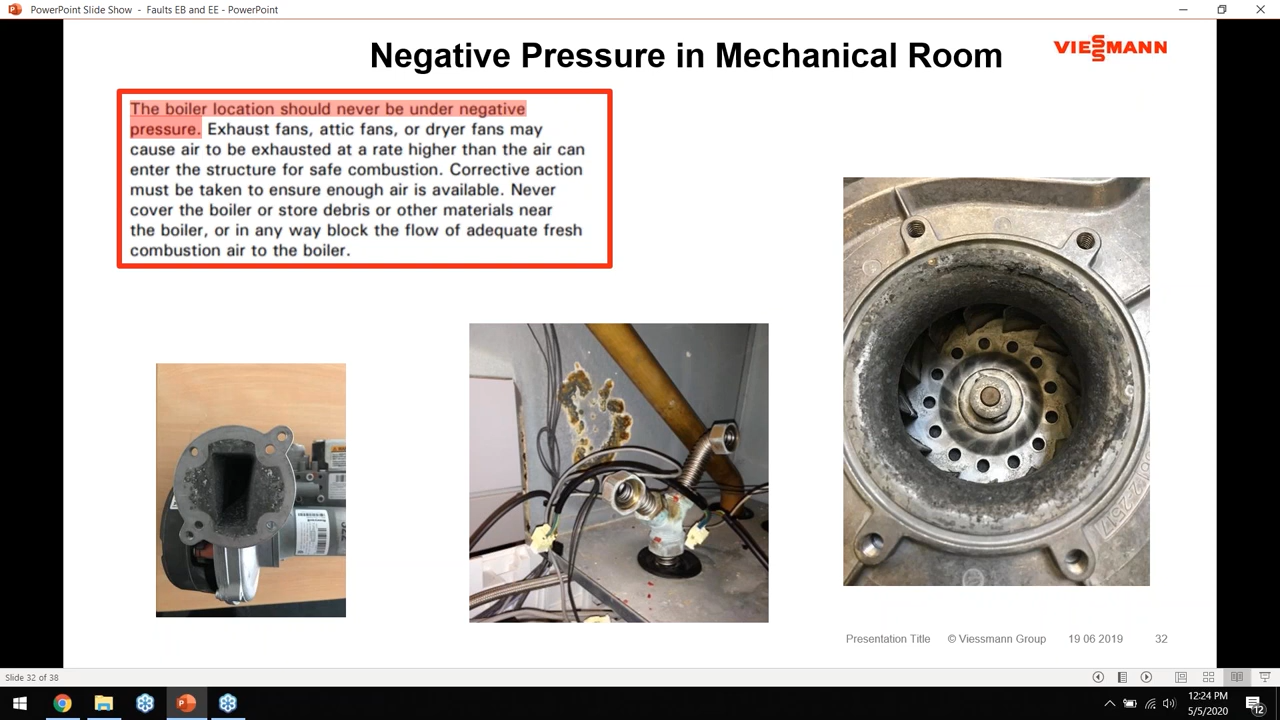 PowerPoint Slide Show - Faults EB and EE - PowerPoint
Negative Pressure in Mechanical Room
VIESSMANN
The boiler location should never be under negative
pressure. Exhaust fans, attic fans, or dryer fans may
cause air to be exhausted at a rate higher than the air can
enter the structure for safe combustion. Corrective action
must be taken to ensure enough air is available. Never
cover the boiler or store debris or other materials near
the boiler, or in any way block the flow of adequate fresh
combustion air to the boiler.
Presentation Title © Viessmann Group 19 06 2019 32
Slide 32 of 38
12:24 PM
5/5/2020
12